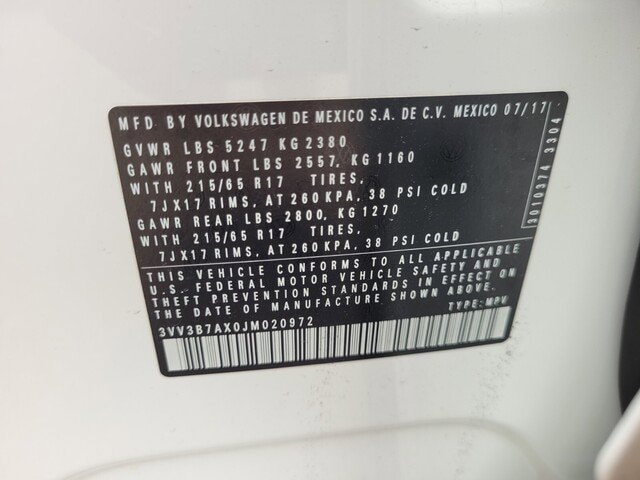 MFD. BY VOLKSWAGEN DE MEXICO S.A. DE C.V. MEXICO 07/17
GVWR LBS 5247 KG 2380
GAWR FRONT LBS 2557, KG 1160
WITH 215/65 R17 TIRES,
7JX17 RIMS, AT 260 KPA, 38 PSI COLD
GAWR REAR LBS 2800, KG 1270
WITH 215/65 R17 TIRES,
7JX17 RIMS, AT 260 KPA, 38 PSI COLD
THIS VEHICLE CONFORMS TO ALL APPLICABLE
U.S. FEDERAL MOTOR VEHICLE SAFETY AND
THEFT PREVENTION STANDARDS IN EFFECT ON
THE DATE OF MANUFACTURE SHOWN ABOVE.
3VV3B7AX0JM020972 TYPE: MPV
3010374 3304